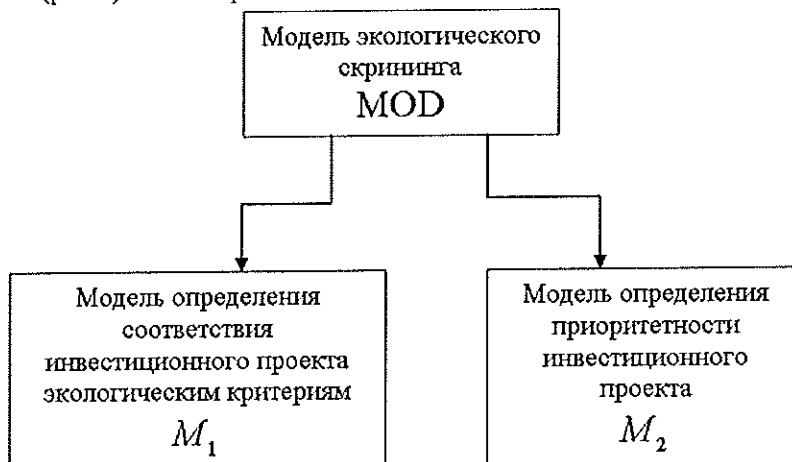 Модель экологического
скрининга
MOD
Модель определения
соответствия
инвестиционного проекта
экологическим критериям
M₁
Модель определения
приоритетности
инвестиционного
проекта
M₂